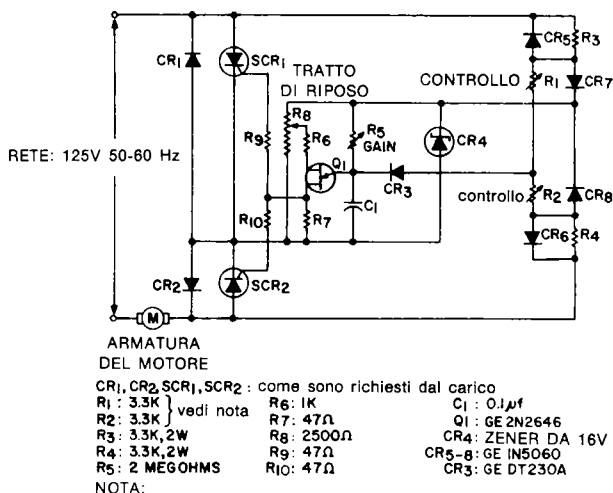 CR1
SCR1
TRATTO
DI RIPOSO
R8
R6
R9
Q1
R5
GAIN
CR4
CR3
C1
R7
R10
CR5
R3
CONTROLLO
R1
CR7
RETE: 125V 50-60 Hz
R2
controllo
CR8
CR6
R4
CR2
SCR2
M
ARMATURA
DEL MOTORE
CR1, CR2, SCR1, SCR2 : come sono richiesti dal carico
R1: 3.3K } vedi nota
R2: 3.3K
R3: 3.3K,2W
R4: 3.3K,2W
R5: 2 MEGOHMS
R6: 1K
R7: 47Ω
R8: 2500Ω
R9: 47Ω
R10: 47Ω
C1: 0.1μf
Q1: GE2N2646
CR4: ZENER DA 16V
CR5-8: GE IN5060
CR3: GE DT230A
NOTA: